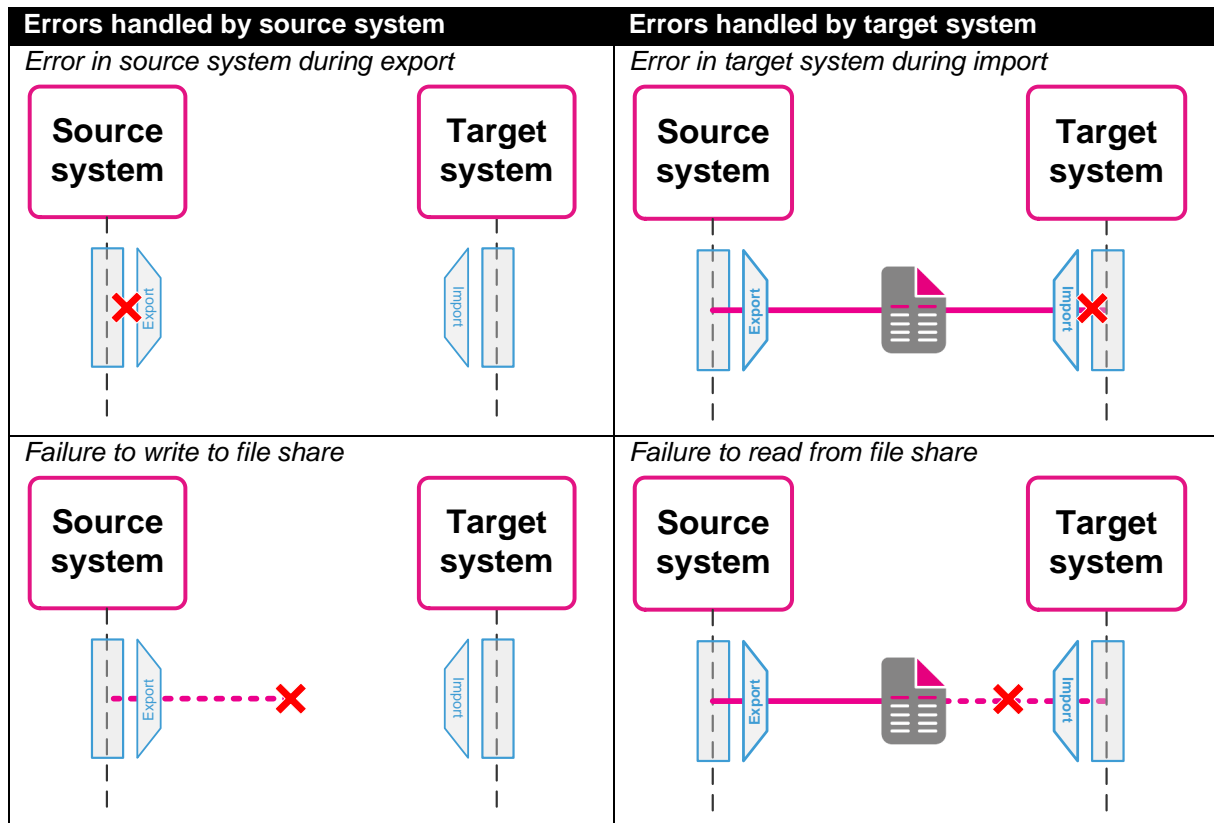 Errors handled by source system
Errors handled by target system
Error in source system during export
Source
system
Target
system
Export
Import
Error in target system during import
Source
system
Target
system
Export
Import
Failure to write to file share
Source
system
Target
system
Export
Import
Failure to read from file share
Source
system
Target
system
Export
Import